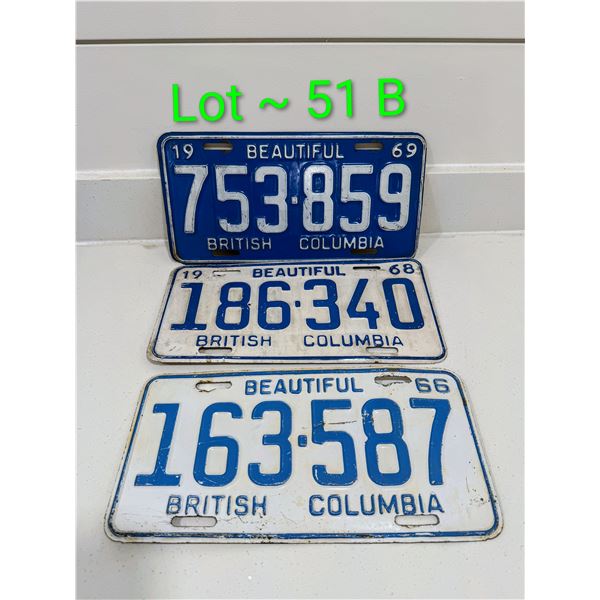 Lot ~ 51 B
19 BEAUTIFUL 69
753·859
BRITISH COLUMBIA
19 BEAUTIFUL 68
186·340
BRITISH COLUMBIA
BEAUTIFUL 66
163·587
BRITISH COLUMBIA